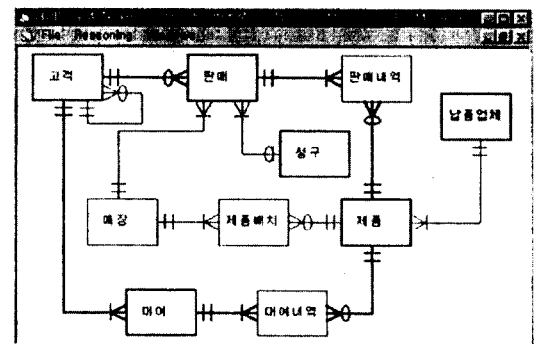 File Reasoning
고객
판매
판매내역
납품업체
청구
매장
제품배치
제품
대여
대여내역